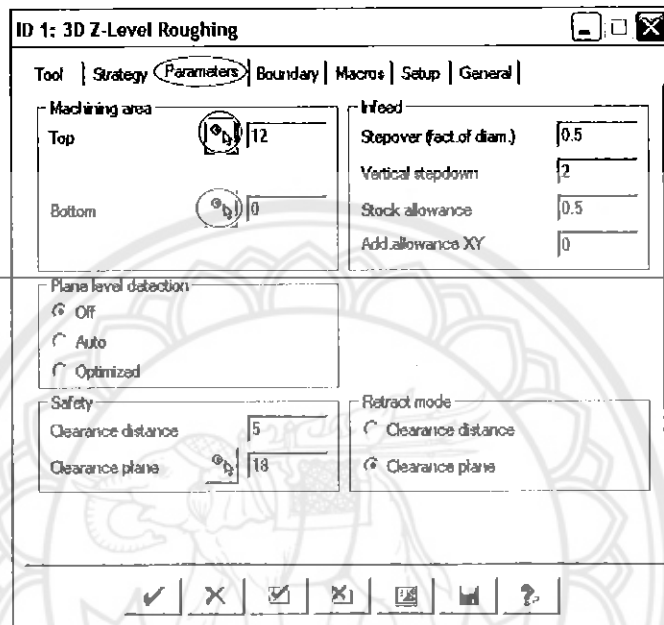 ID 1: 3D Z-Level Roughing
Tool Strategy Parameters Boundary Macros Setup General
Machining area
Top 12
Bottom 0
Infeed
Stepover (fact.of diam.) 0.5
Vertical stepdown 2
Stock allowance 0.5
Add.allowance XY 0
Plane level detection
Off
Auto
Optimized
Safety
Clearance distance 5
Clearance plane 18
Retract mode
Clearance distance
Clearance plane